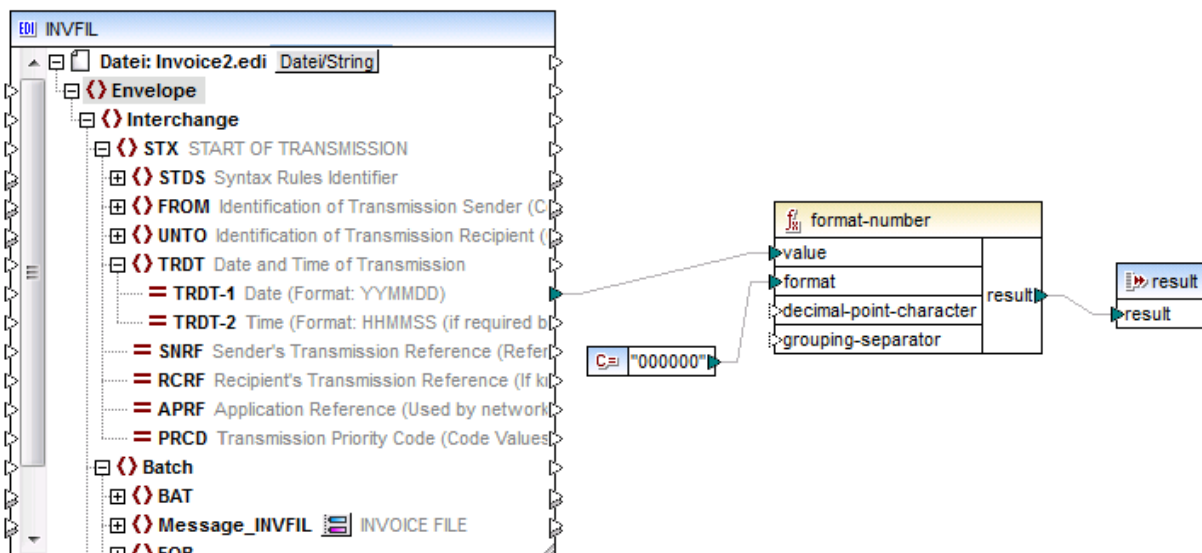 EDI INVFIL
Datei: Invoice2.edi Datei/String
Envelope
Interchange
STX START OF TRANSMISSION
STDS Syntax Rules Identifier
FROM Identification of Transmission Sender (C
UNTO Identification of Transmission Recipient (
TRDT Date and Time of Transmission
TRDT-1 Date (Format: YYMMDD)
TRDT-2 Time (Format: HHMMSS (if required b
SNRF Sender's Transmission Reference (Refer
RCRF Recipient's Transmission Reference (If k
APRF Application Reference (Used by network
PRCD Transmission Priority Code (Code Values
Batch
BAT
Message_INVFIL INVOICE FILE
EOB
C= "000000"
format-number
value
format
decimal-point-character
grouping-separator
result
result
result